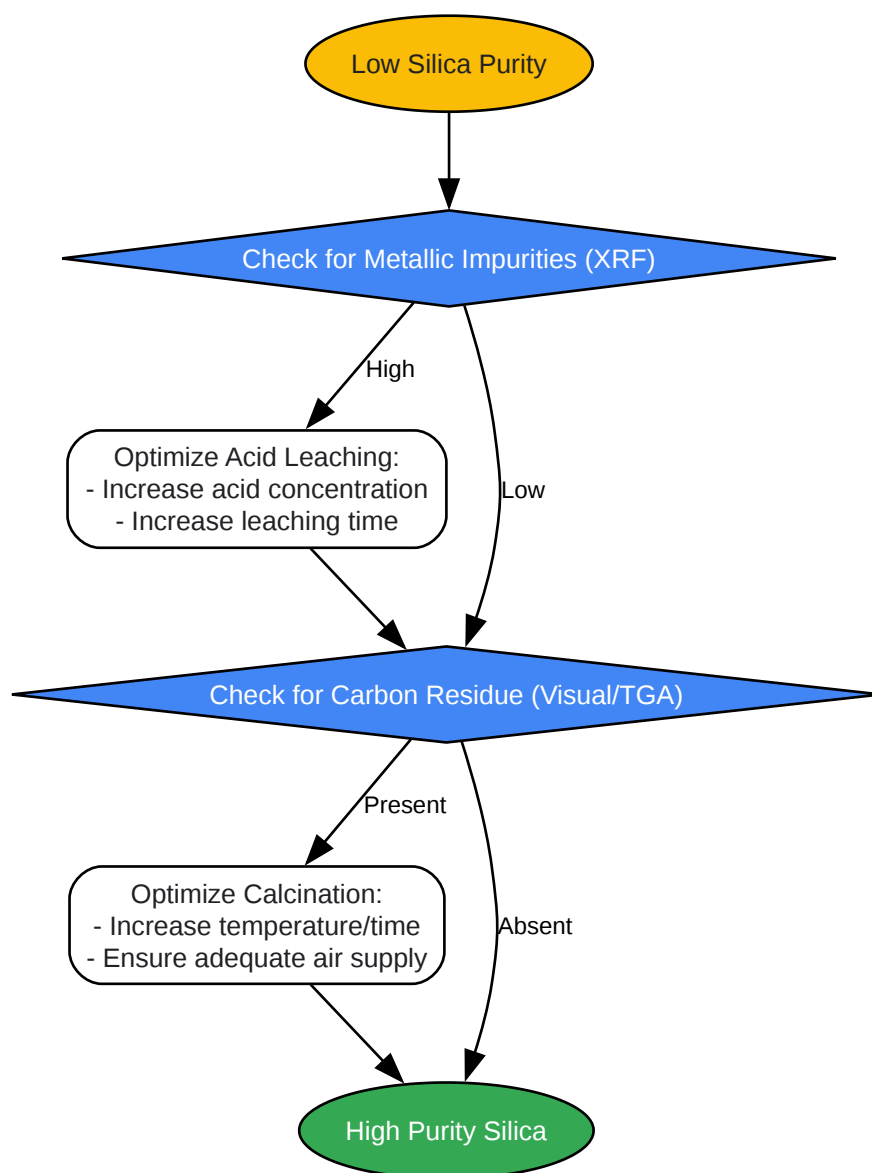 Low Silica Purity
Check for Metallic Impurities (XRF)
High
Optimize Acid Leaching:
- Increase acid concentration
- Increase leaching time
Low
Check for Carbon Residue (Visual/TGA)
Present
Optimize Calcination:
- Increase temperature/time
- Ensure adequate air supply
Absent
High Purity Silica